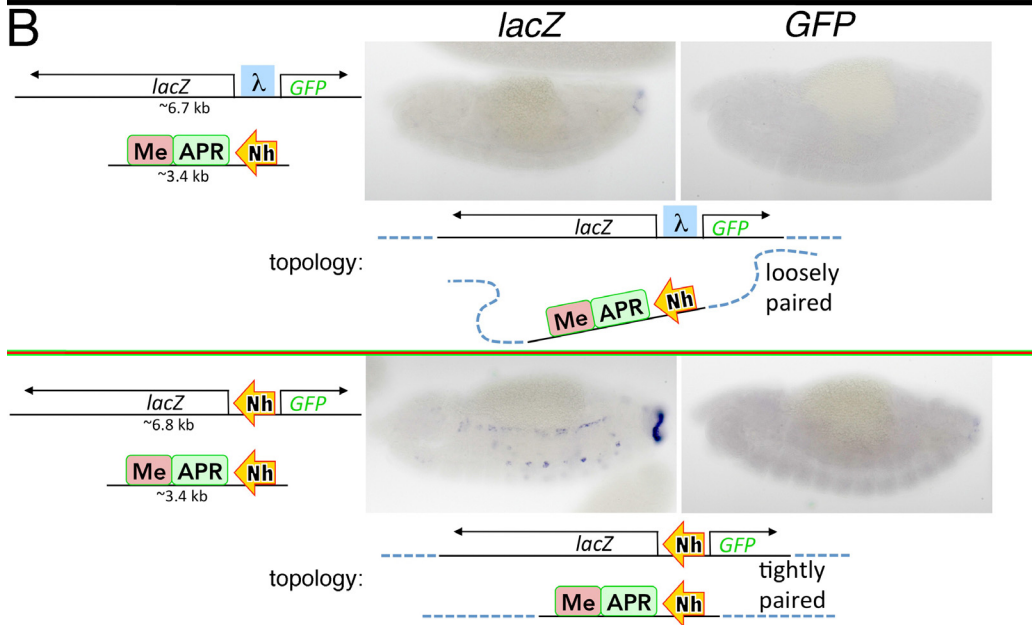 B
lacZ GFP
lacZ λ GFP
~6.7 kb
Me APR Nh
~3.4 kb
lacZ λ GFP
topology:
loosely
paired
Me APR Nh
lacZ Nh GFP
~6.8 kb
Me APR Nh
~3.4 kb
lacZ Nh GFP
topology:
tightly
paired
Me APR Nh